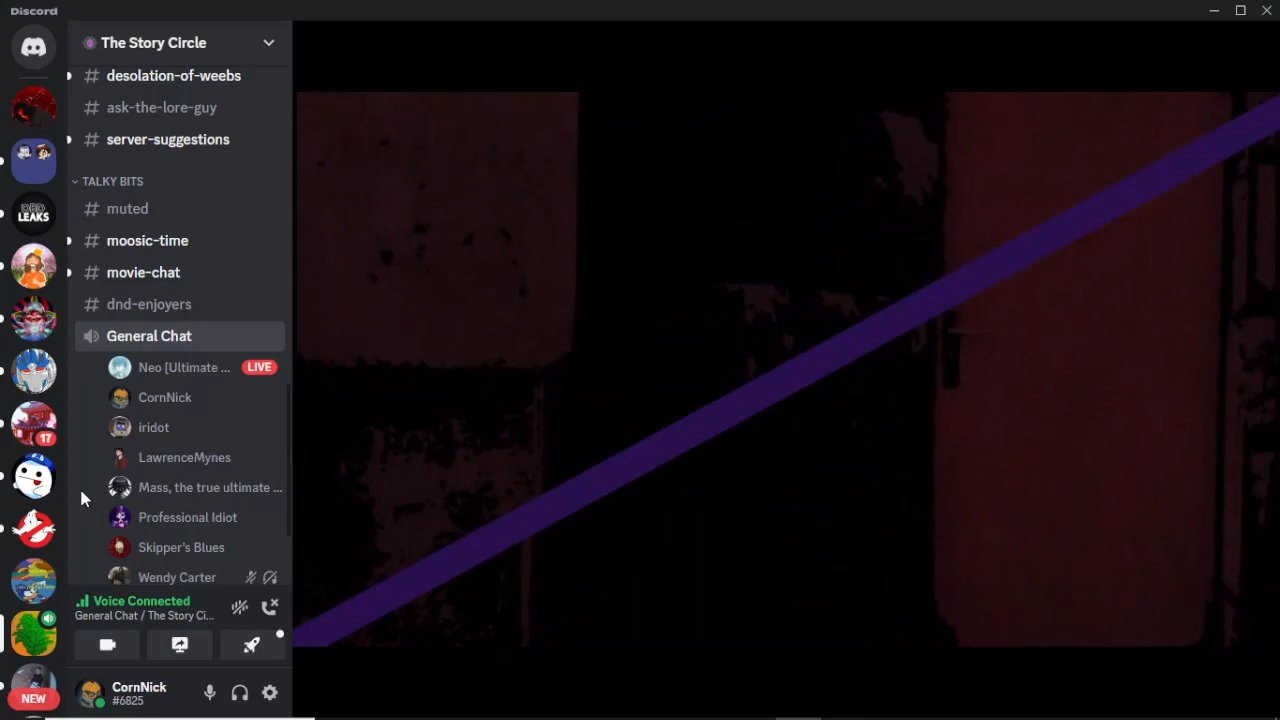 Discord
The Story Circle
desolation-of-weebs
ask-the-lore-guy
server-suggestions
TALKY BITS
muted
moosic-time
movie-chat
dnd-enjoyers
General Chat
Neo [Ultimate ... LIVE
CornNick
iridot
LawrenceMynes
Mass, the true ultimate ...
Professional Idiot
Skipper's Blues
Wendy Carter
Voice Connected
General Chat / The Story Ci...
CornNick
#6825
LEAKS
17
NEW